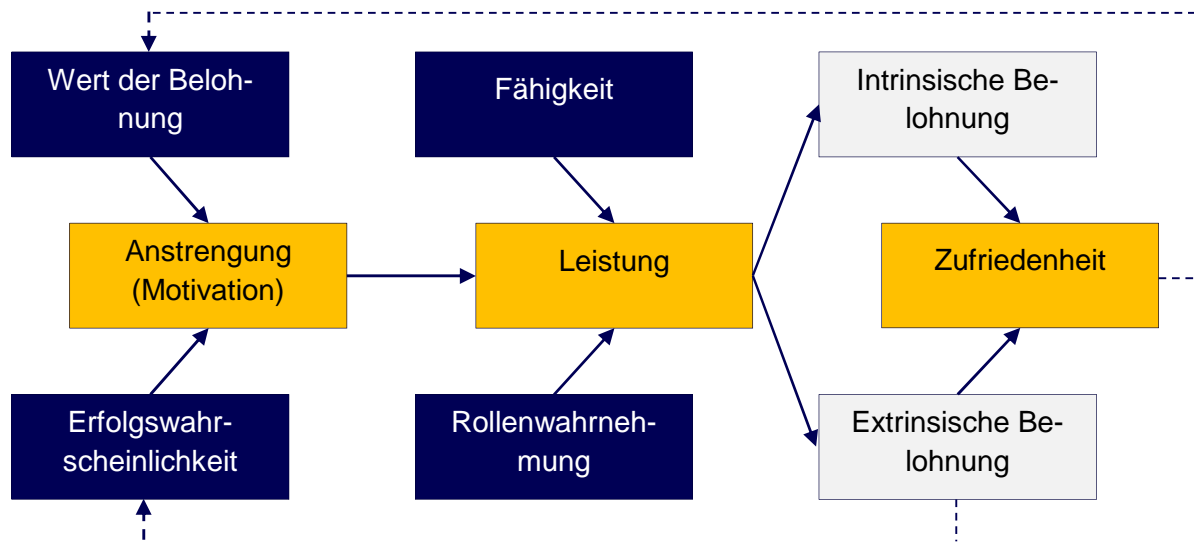 Wert der Beloh-
nung
Fähigkeit
Intrinsische Be-
lohnung
Anstrengung
(Motivation)
Leistung
Zufriedenheit
Erfolgswahr-
scheinlichkeit
Rollenwahrneh-
mung
Extrinsische Be-
lohnung